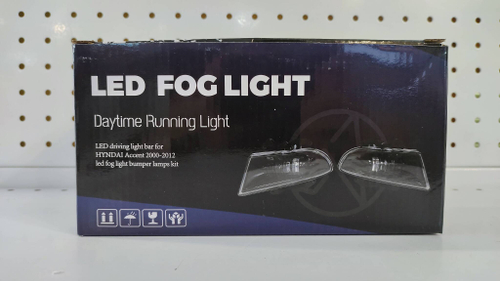 LED FOG LIGHT
Daytime Running Light
LED driving light bar for
HYNDAI Accent 2000-2012
led fog light bumper lamps kit